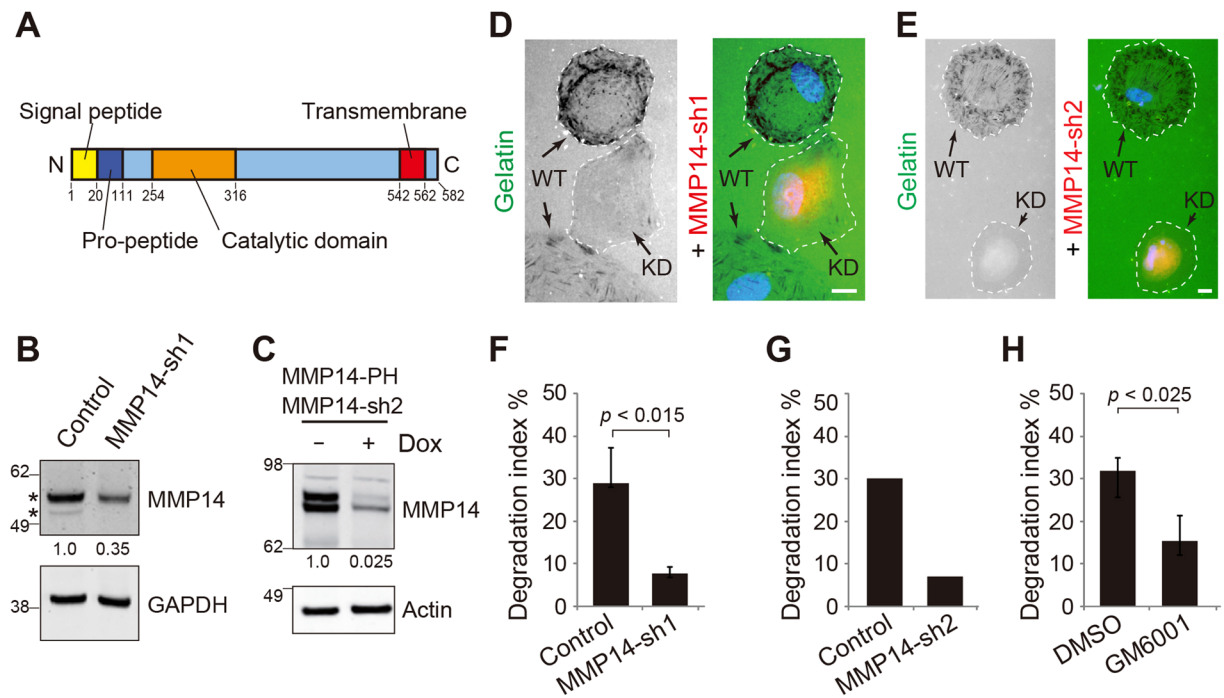 A
Signal peptide
Transmembrane
N
C
1 20 111 254 316 542 562 582
Pro-peptide
Catalytic domain
B
Control
MMP14-sh1
62
*
*
49
MMP14
1.0 0.35
38
GAPDH
C
MMP14-PH
MMP14-sh2
− + Dox
98
MMP14
62
1.0 0.025
49
Actin
D
Gelatin
+ MMP14-sh1
WT
KD
WT
KD
E
Gelatin
+ MMP14-sh2
WT
KD
WT
KD
F
Degradation index %
50
40
30
20
10
0
p < 0.015
Control
MMP14-sh1
G
Degradation index %
50
40
30
20
10
0
Control
MMP14-sh2
H
Degradation index %
50
40
30
20
10
0
p < 0.025
DMSO
GM6001